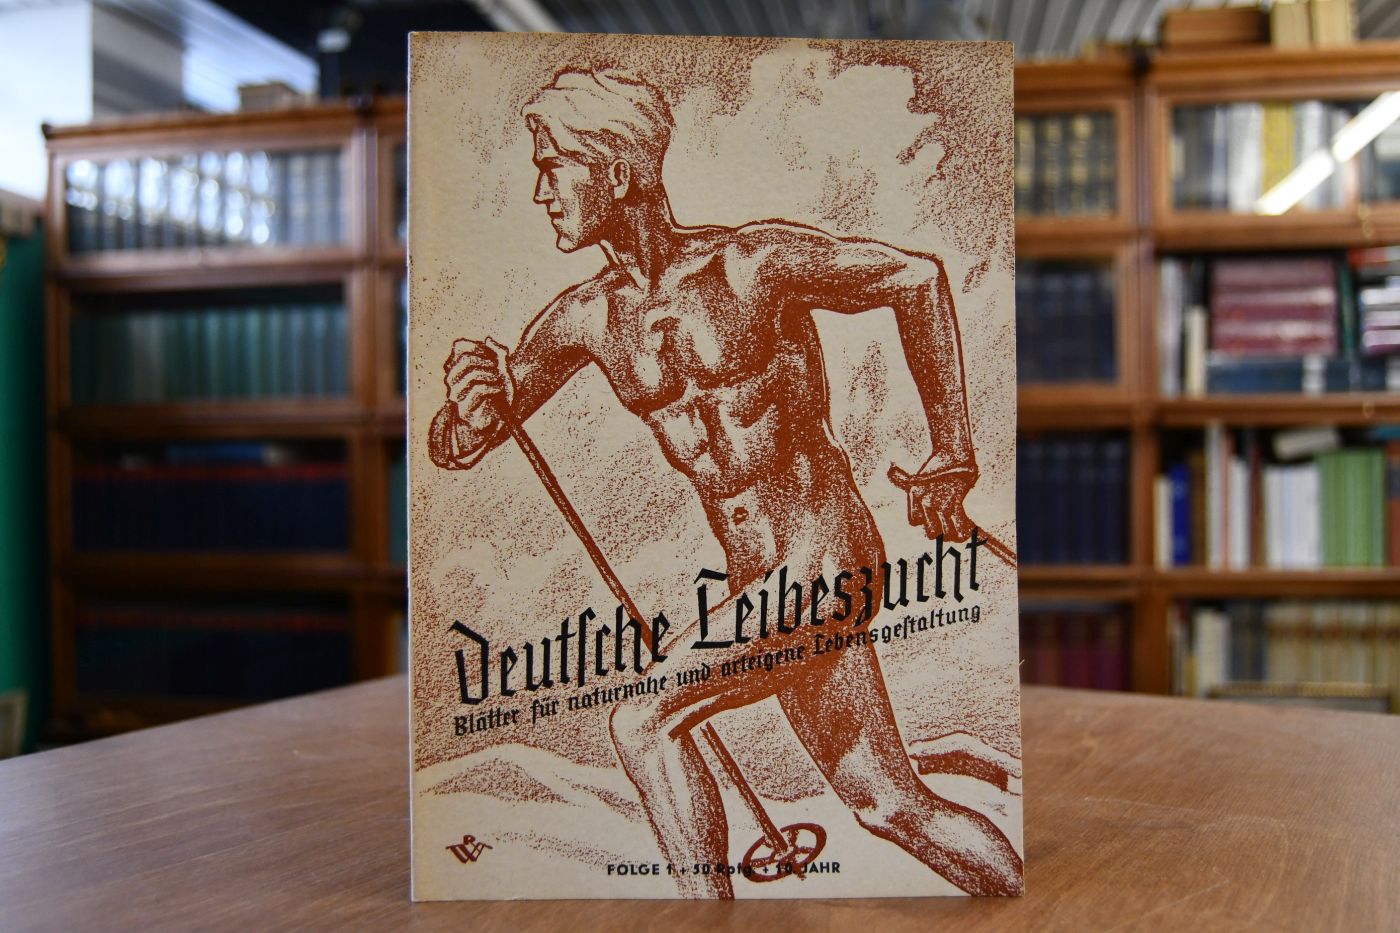 Deutſche Leibeszucht
Blätter für naturnahe und arteigene Lebensgeſtaltung
FOLGE 1 + 50 Rpfg. + 10. JAHR